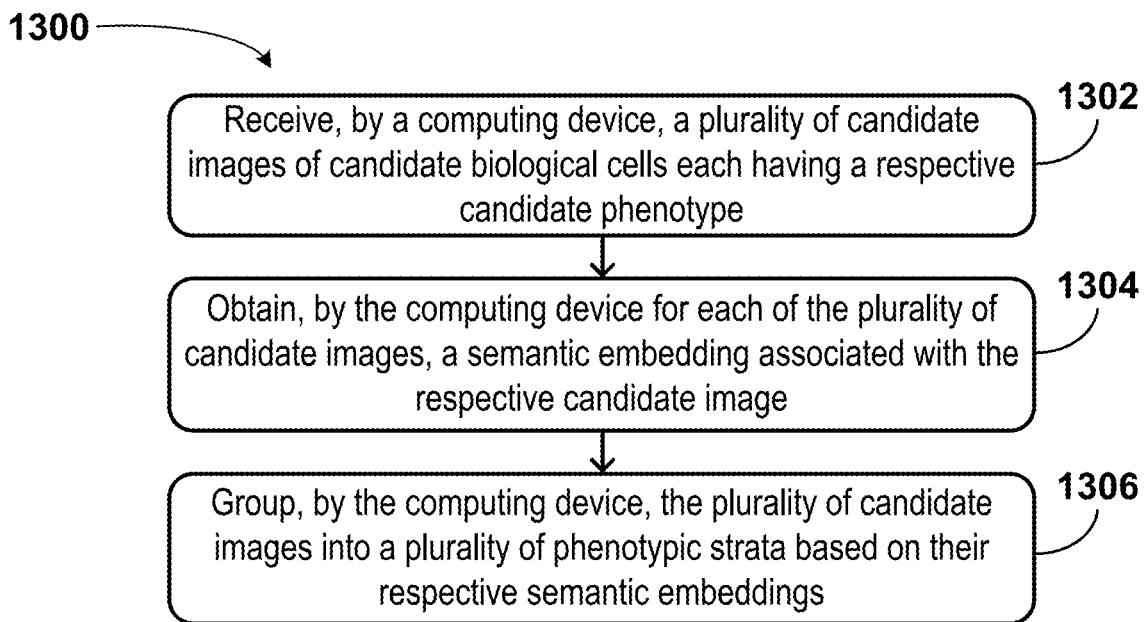 1300
1302
Receive, by a computing device, a plurality of candidate
images of candidate biological cells each having a respective
candidate phenotype
1304
Obtain, by the computing device for each of the plurality of
candidate images, a semantic embedding associated with the
respective candidate image
1306
Group, by the computing device, the plurality of candidate
images into a plurality of phenotypic strata based on their
respective semantic embeddings